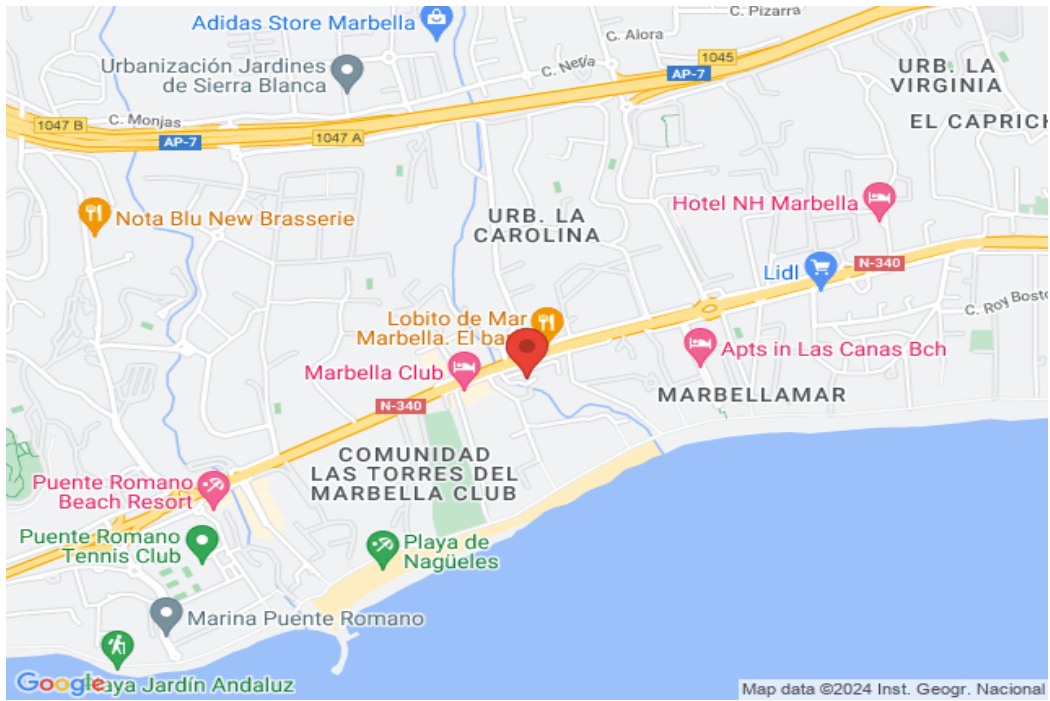 C. Pizarra
Adidas Store Marbella
C. Alora
Urbanización Jardines
de Sierra Blanca
C. Nerja
1045
AP-7
URB. LA
VIRGINIA
1047 B
C. Monjas
AP-7
1047 A
EL CAPRICH
Nota Blu New Brasserie
URB. LA
CAROLINA
Hotel NH Marbella
Lidl
N-340
C. Roy Bosto
Lobito de Mar
Marbella. El ba
Marbella Club
Apts in Las Canas Bch
N-340
MARBELLAMAR
COMUNIDAD
LAS TORRES DEL
MARBELLA CLUB
Puente Romano
Beach Resort
Puente Romano
Tennis Club
Playa de
Nagüeles
Marina Puente Romano
Google
aya Jardín Andaluz
Map data ©2024 Inst. Geogr. Nacional